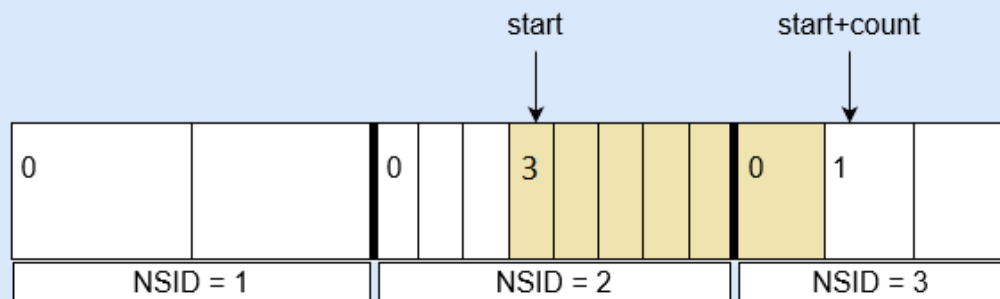 start start+count
0 0 3 0 1
NSID = 1 NSID = 2 NSID = 3